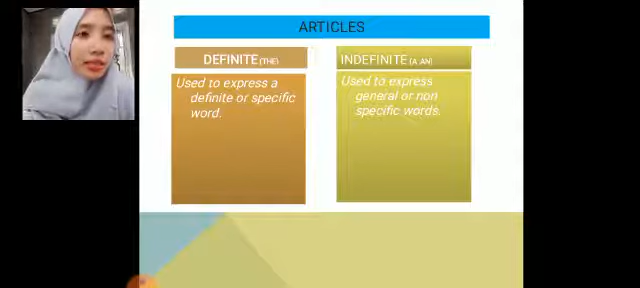 ARTICLES
DEFINITE (THE)
Used to express a
definite or specific
word.
INDEFINITE (A AN)
Used to express
general or non
specific words.